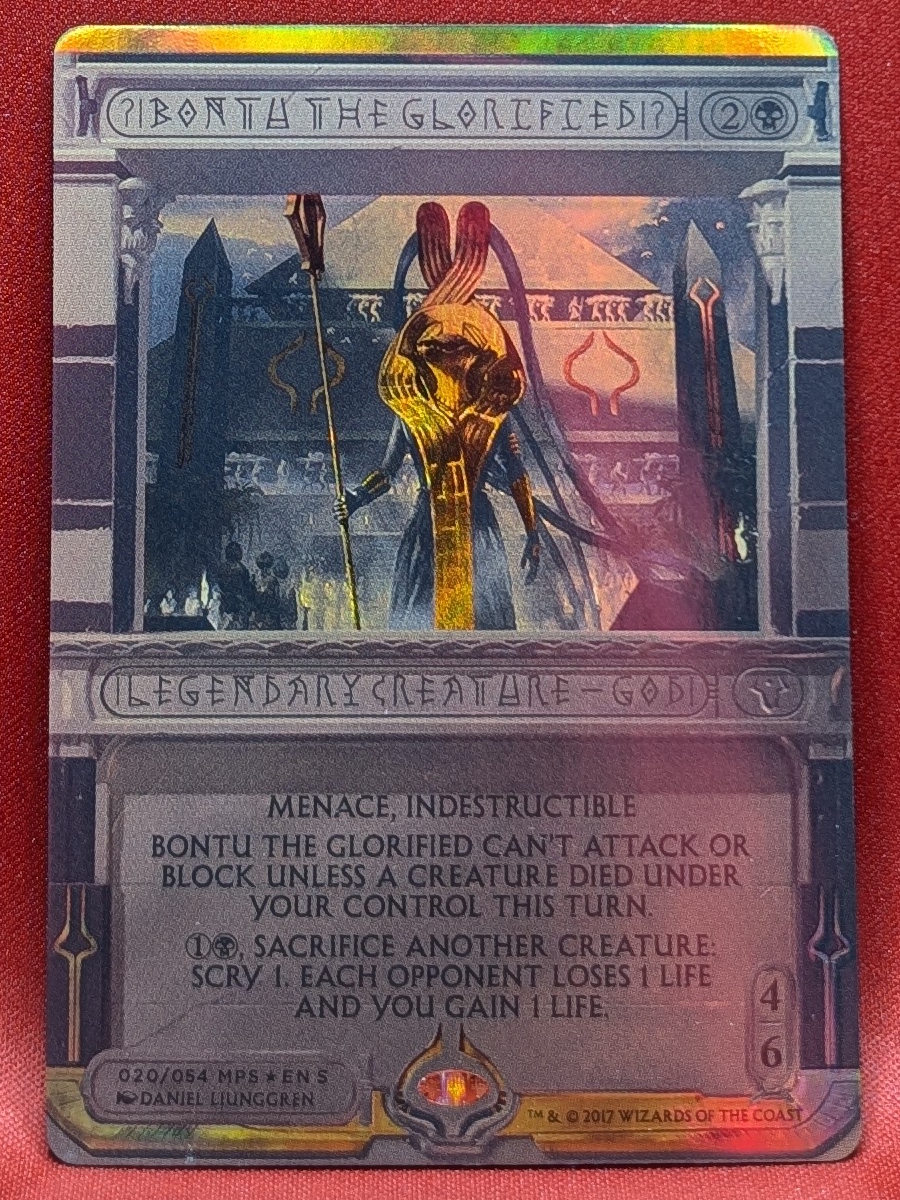 BONTU THE GLORIFIED 2
LEGENDARY CREATURE – GOD
MENACE, INDESTRUCTIBLE
BONTU THE GLORIFIED CAN'T ATTACK OR
BLOCK UNLESS A CREATURE DIED UNDER
YOUR CONTROL THIS TURN.
1, SACRIFICE ANOTHER CREATURE:
SCRY 1. EACH OPPONENT LOSES 1 LIFE
AND YOU GAIN 1 LIFE.
4
6
020/054 MPS ★ EN S
DANIEL LJUNGGREN
™ & © 2017 WIZARDS OF THE COAST